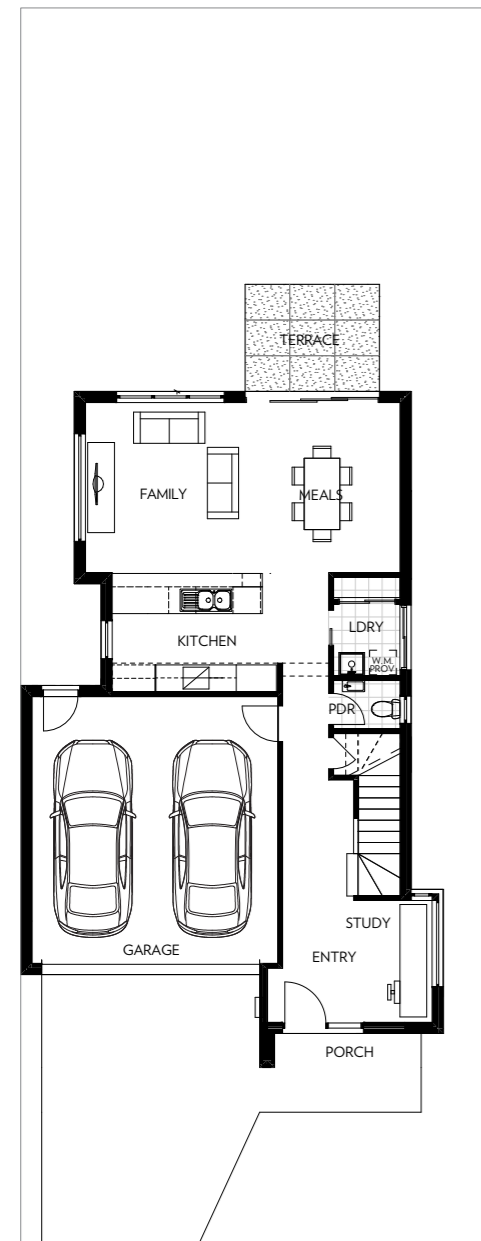 TERRACE
FAMILY
MEALS
KITCHEN
LDRY
W.M.
PROV.
PDR
GARAGE
STUDY
ENTRY
PORCH